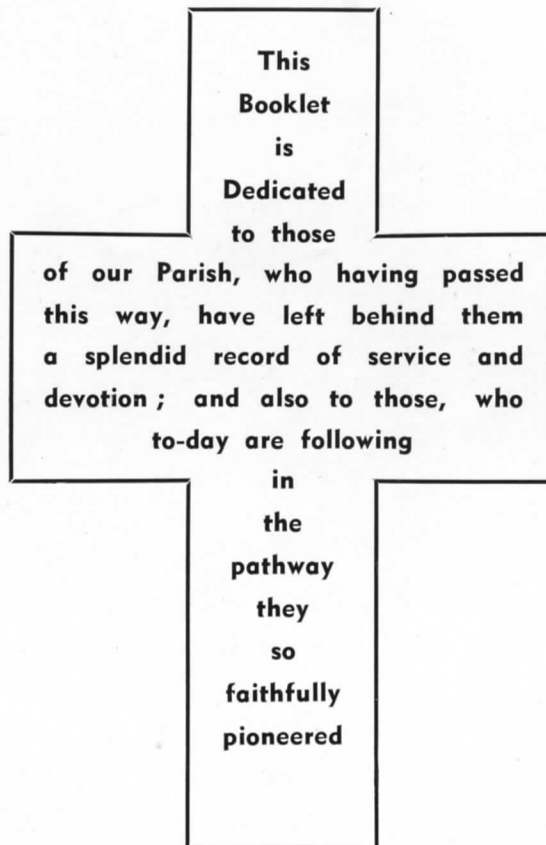 This
Booklet
is
Dedicated
to those
of our Parish, who having passed
this way, have left behind them
a splendid record of service and
devotion ; and also to those, who
to-day are following
in
the
pathway
they
so
faithfully
pioneered